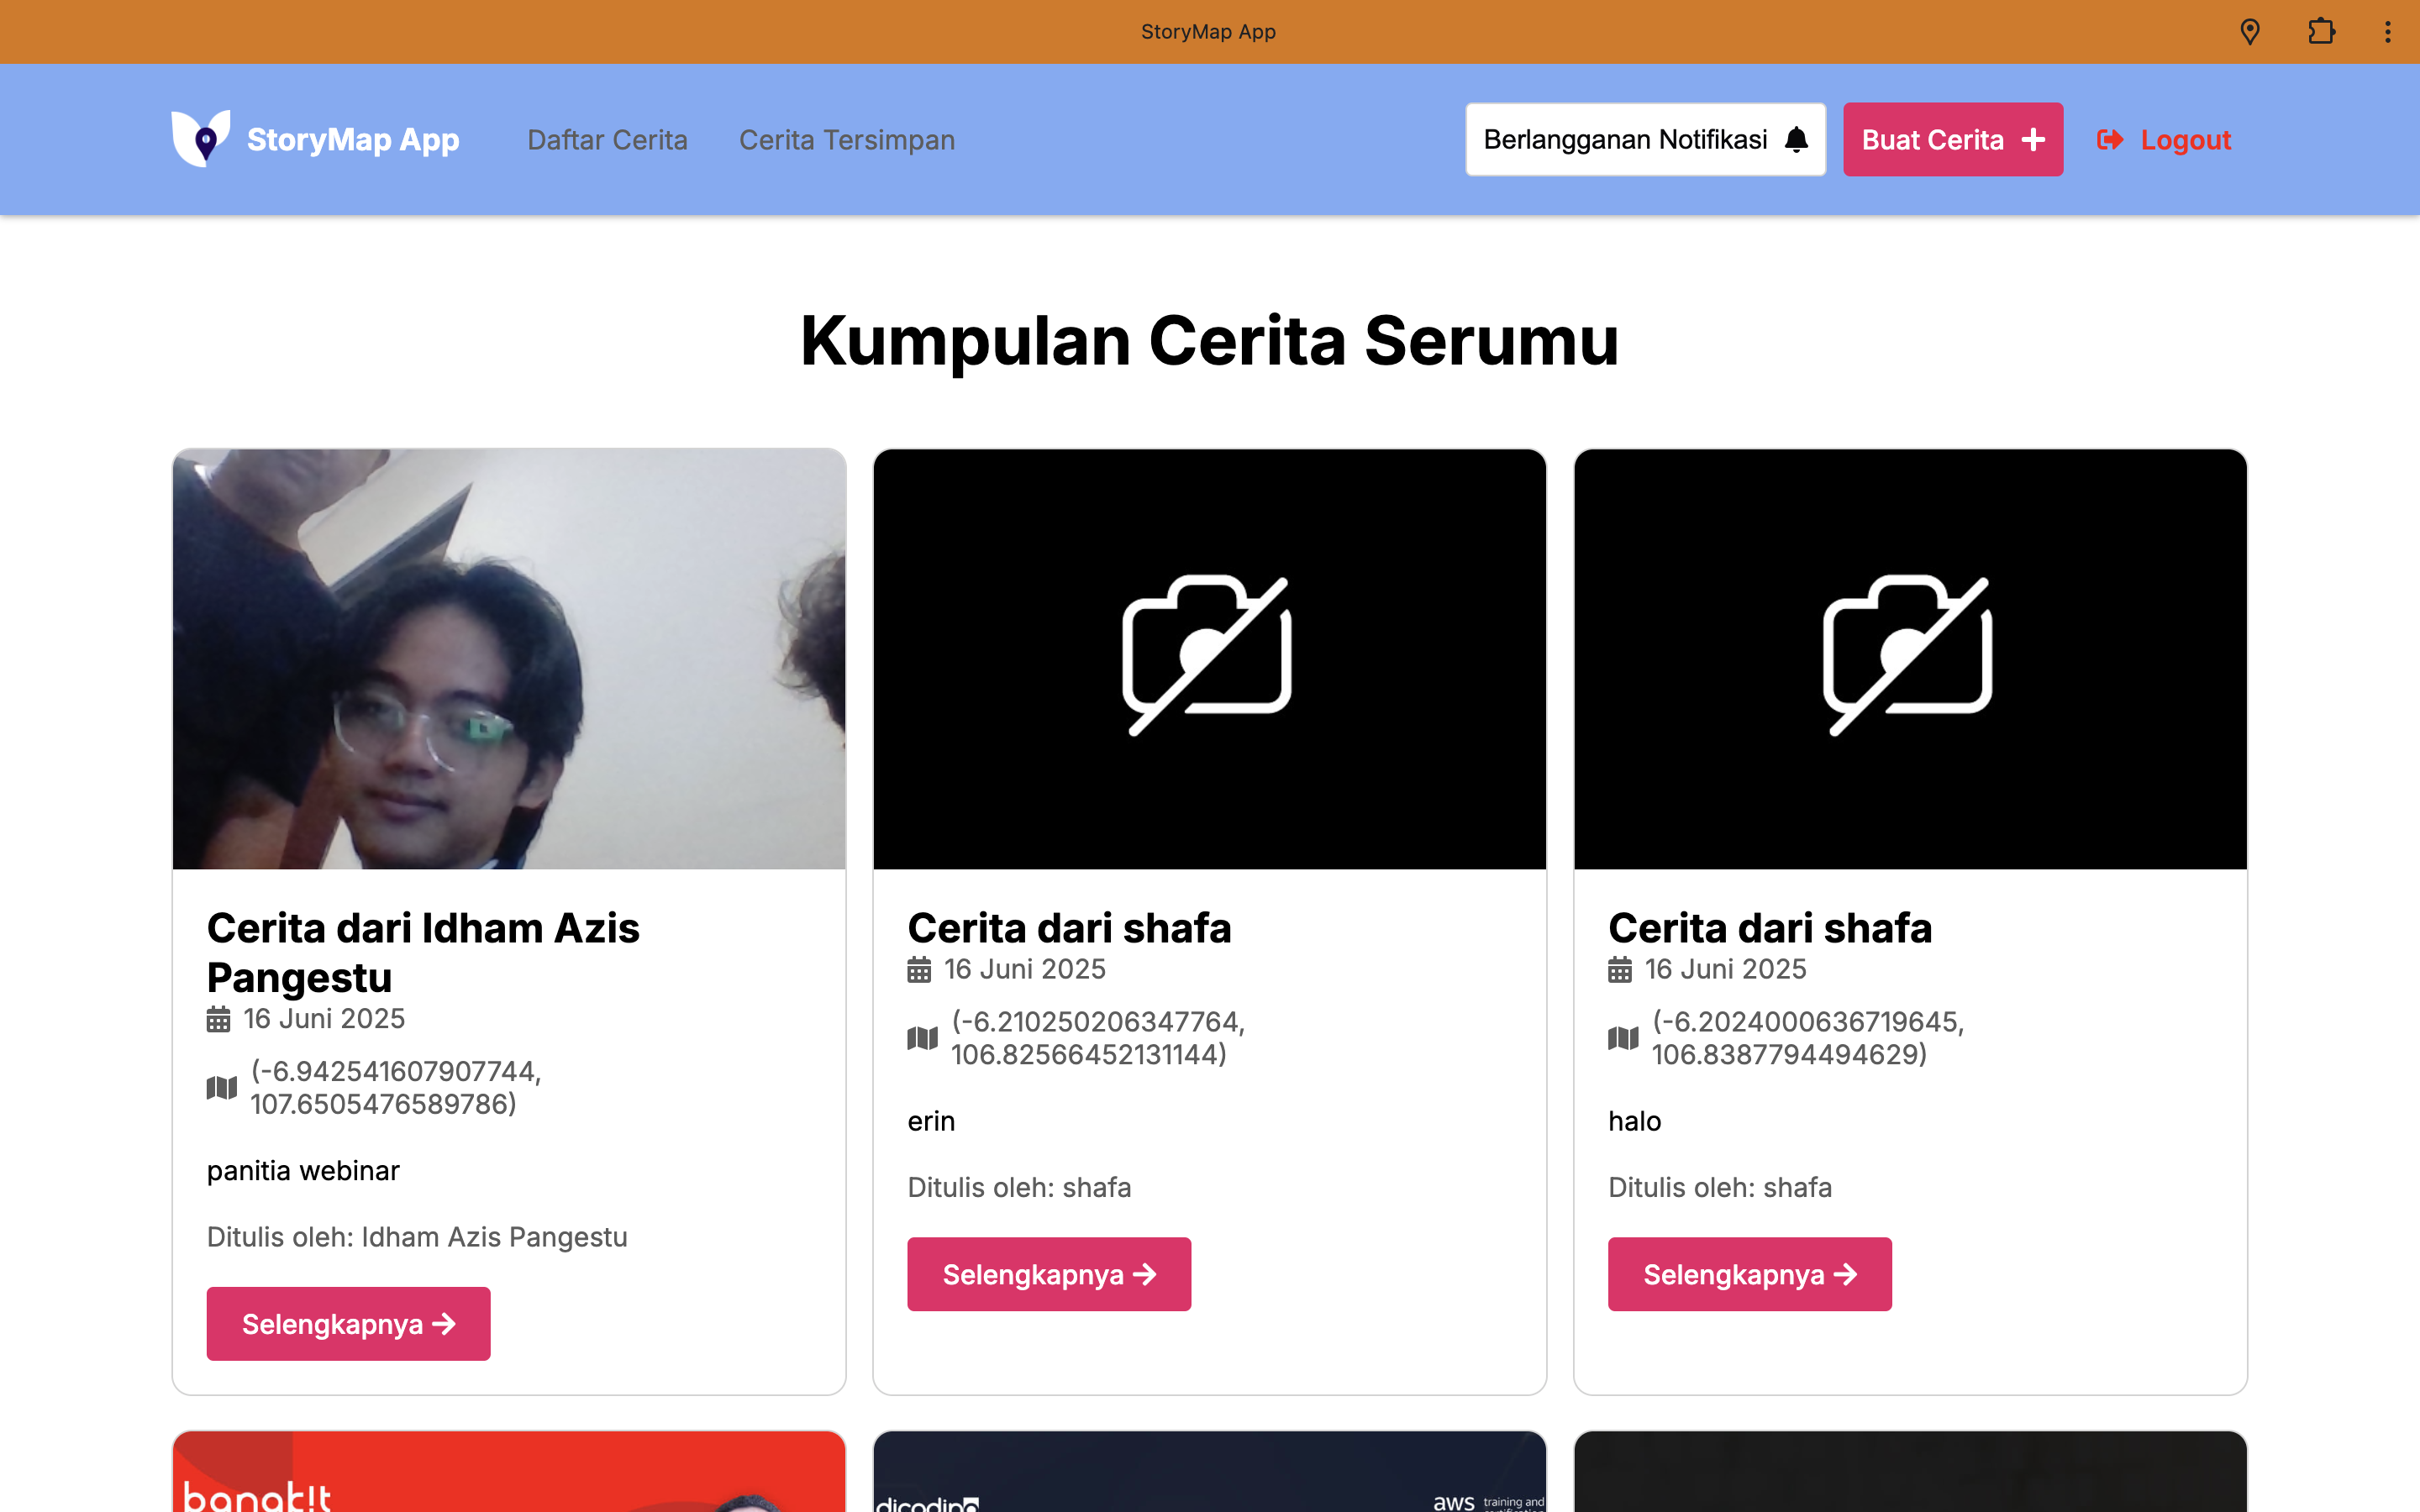 StoryMap App
StoryMap App
Daftar Cerita
Cerita Tersimpan
Berlangganan Notifikasi
Buat Cerita
Logout
Kumpulan Cerita Serumu
Cerita dari Idham Azis
Pangestu
16 Juni 2025
(-6.942541607907744,
107.6505476589786)
panitia webinar
Ditulis oleh: Idham Azis Pangestu
Selengkapnya
Cerita dari shafa
16 Juni 2025
(-6.210250206347764,
106.82566452131144)
erin
Ditulis oleh: shafa
Selengkapnya
Cerita dari shafa
16 Juni 2025
(-6.2024000636719645,
106.8387794494629)
halo
Ditulis oleh: shafa
Selengkapnya
bangk!t
dicoding
aws training and